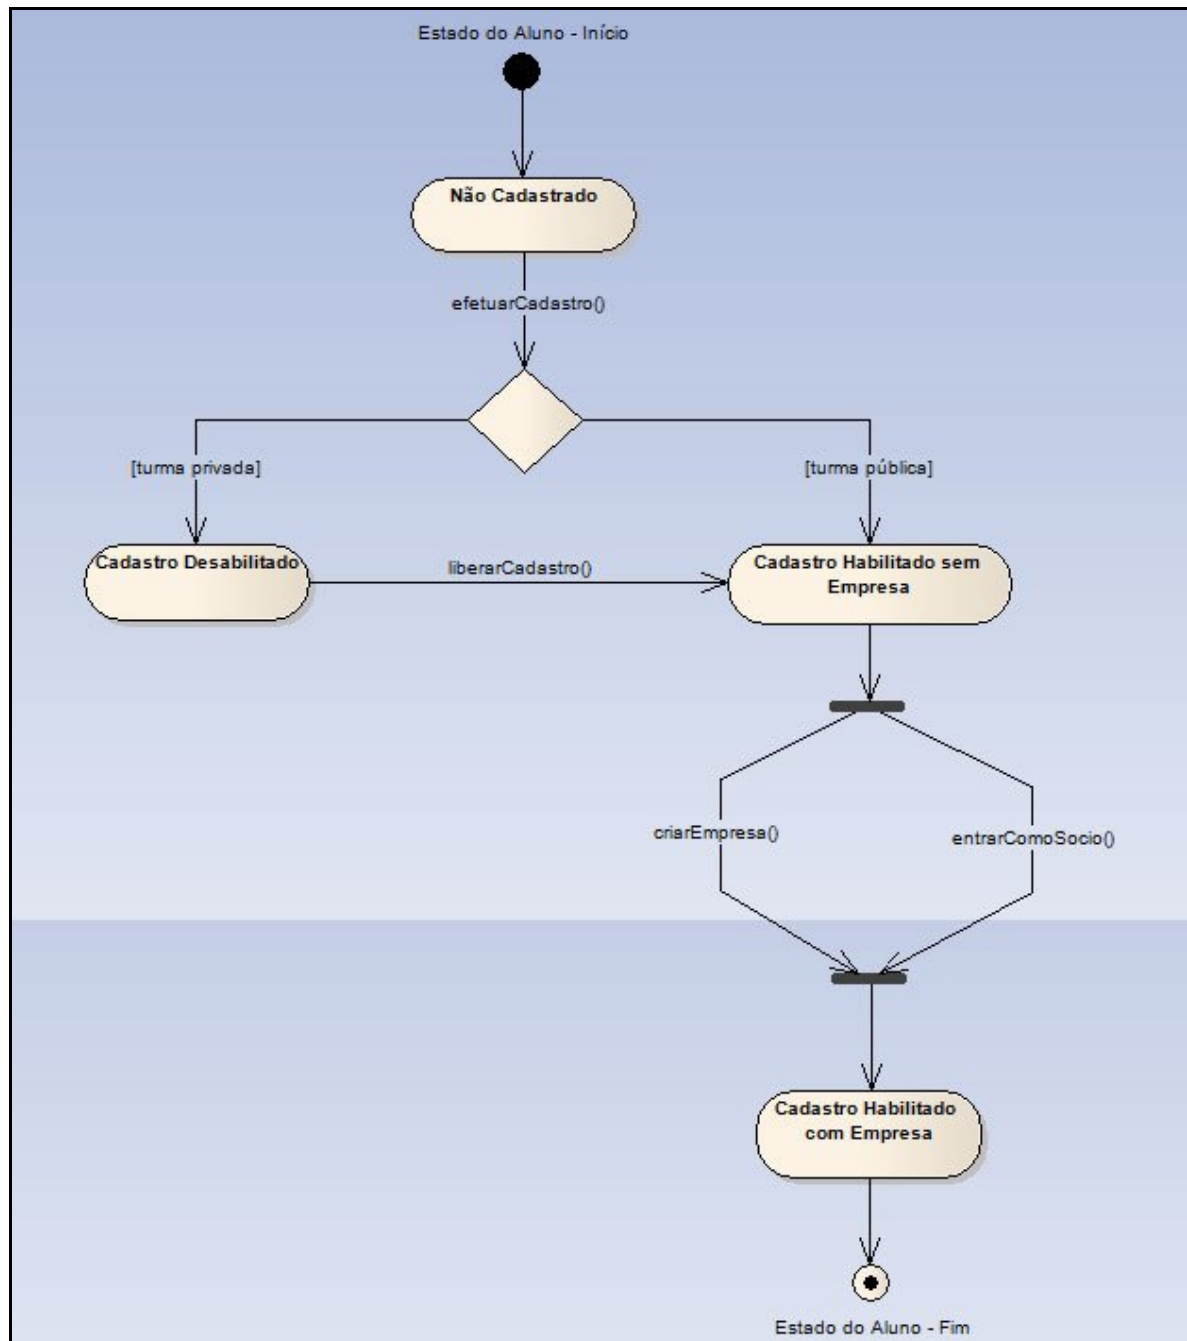 Estado do Aluno - Início
Não Cadastrado
efetuarCadastro()
[turma privada]
[turma pública]
Cadastro Desabilitado
liberarCadastro()
Cadastro Habilitado sem
Empresa
criarEmpresa()
entrarComoSocio()
Cadastro Habilitado
com Empresa
Estado do Aluno - Fim